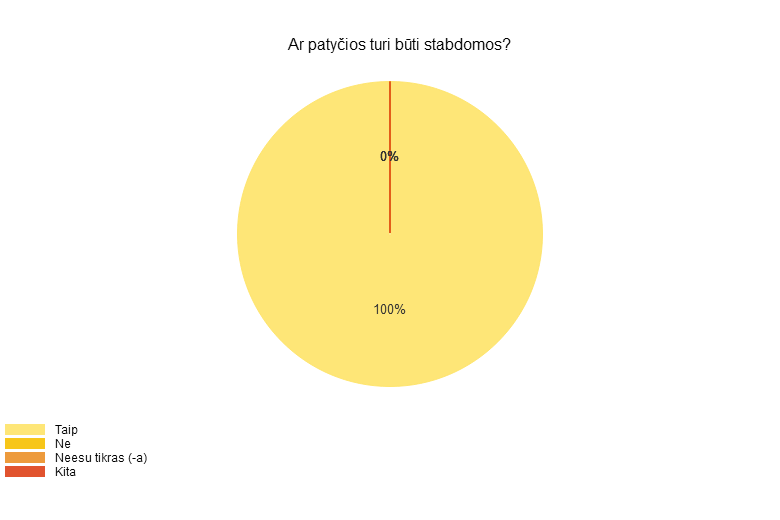 Ar patyčios turi būti stabdomos?
0%
100%
Taip
Ne
Neesu tikras (-a)
Kita